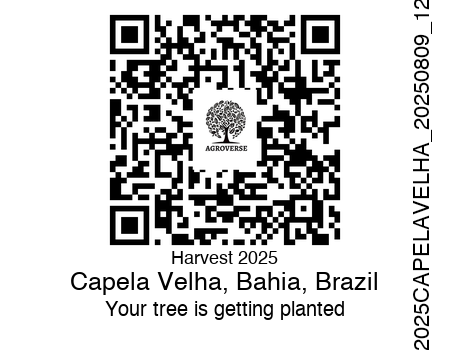 AGROVERSE
Harvest 2025
Capela Velha, Bahia, Brazil
Your tree is getting planted
2025CAPELAVELHA_20250809_12